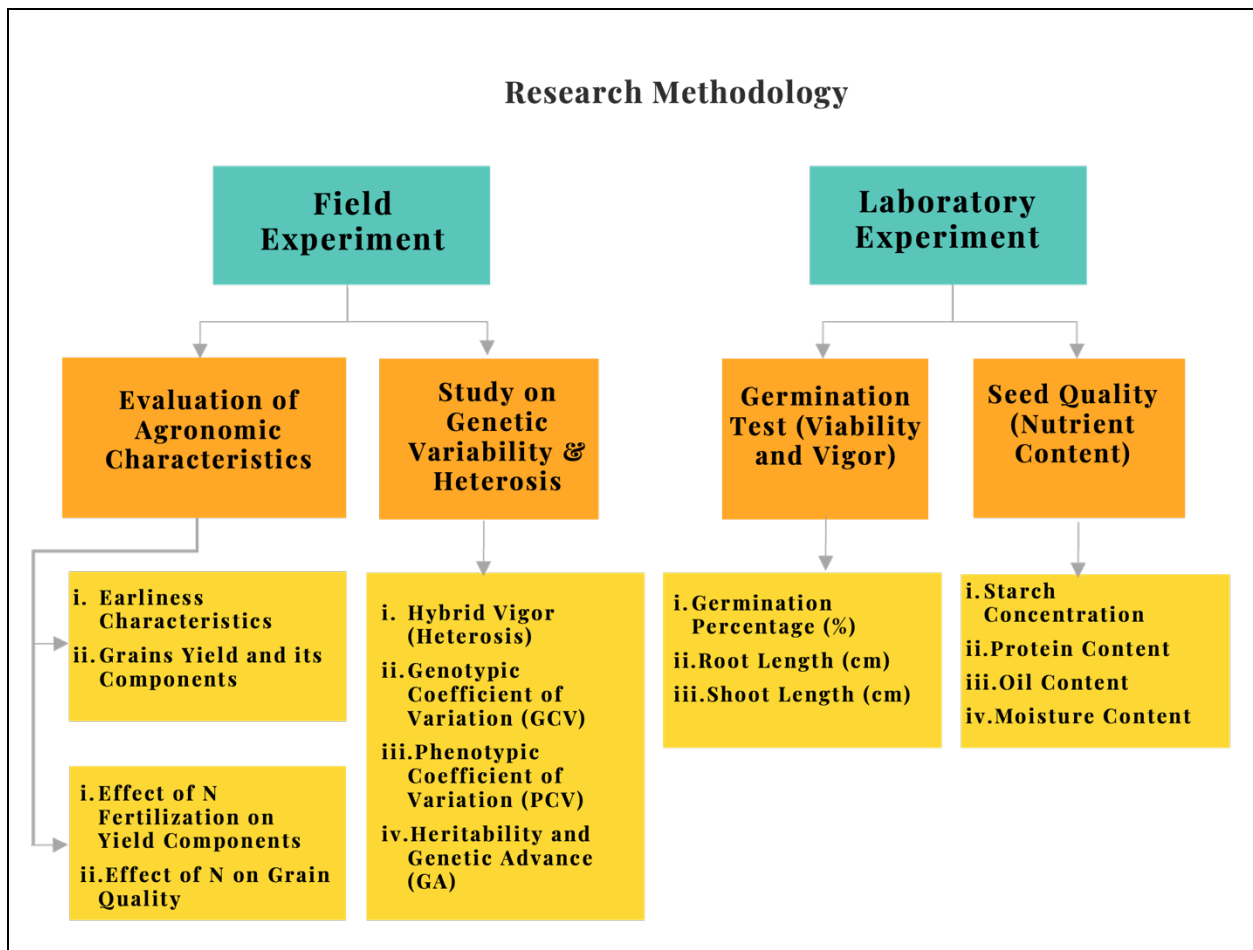 Research Methodology
Field
Experiment
Laboratory
Experiment
Evaluation of
Agronomic
Characteristics
Study on
Genetic
Variability &
Heterosis
Germination
Test (Viability
and Vigor)
Seed Quality
(Nutrient
Content)
i. Earliness
Characteristics
ii. Grains Yield and its
Components
i. Effect of N
Fertilization on
Yield Components
ii. Effect of N on Grain
Quality
i. Hybrid Vigor
(Heterosis)
ii. Genotypic
Coefficient of
Variation (GCV)
iii. Phenotypic
Coefficient of
Variation (PCV)
iv. Heritability and
Genetic Advance
(GA)
i. Germination
Percentage (%)
ii. Root Length (cm)
iii. Shoot Length (cm)
i. Starch
Concentration
ii. Protein Content
iii. Oil Content
iv. Moisture Content